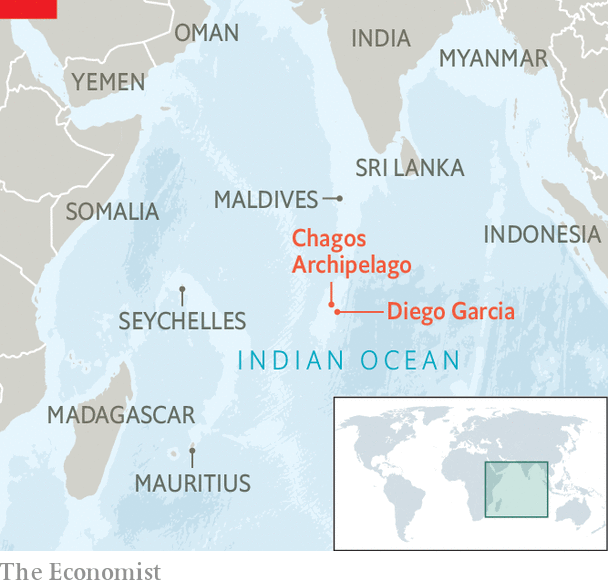 OMAN
INDIA
MYANMAR
YEMEN
SRI LANKA
MALDIVES
SOMALIA
INDONESIA
Chagos
Archipelago
Diego Garcia
SEYCHELLES
INDIAN OCEAN
MADAGASCAR
MAURITIUS
The Economist